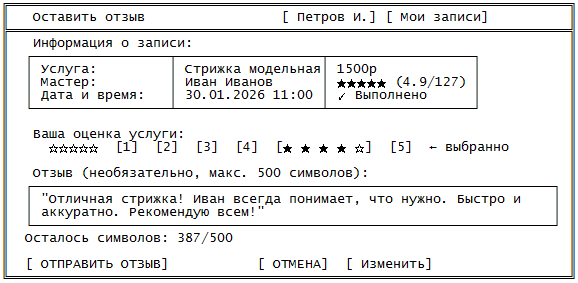 Оставить отзыв [ Петров И.] [ Мои записи]
Информация о записи:
Услуга: Стрижка модельная 1500р
Мастер: Иван Иванов ★★★★★ (4.9/127)
Дата и время: 30.01.2026 11:00 ✓ Выполнено
Ваша оценка услуги:
☆☆☆☆☆ [1] [2] [3] [4] [★ ★ ★ ★ ☆] [5] ← выбранно
Отзыв (необязательно, макс. 500 символов):
"Отличная стрижка! Иван всегда понимает, что нужно. Быстро и
аккуратно. Рекомендую всем!"
Осталось символов: 387/500
[ ОТПРАВИТЬ ОТЗЫВ] [ ОТМЕНА] [ Изменить]